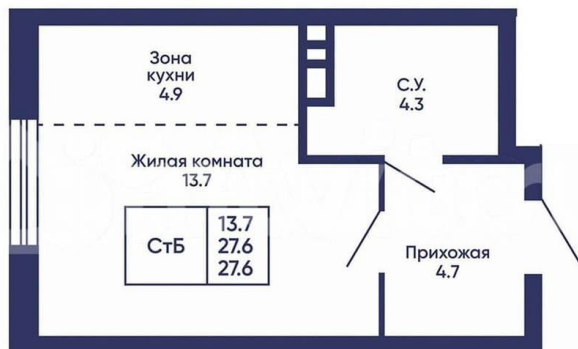 Зона
кухни
4.9
С.У.
4.3
Жилая комната
13.7
СтБ
13.7
27.6
27.6
Прихожая
4.7